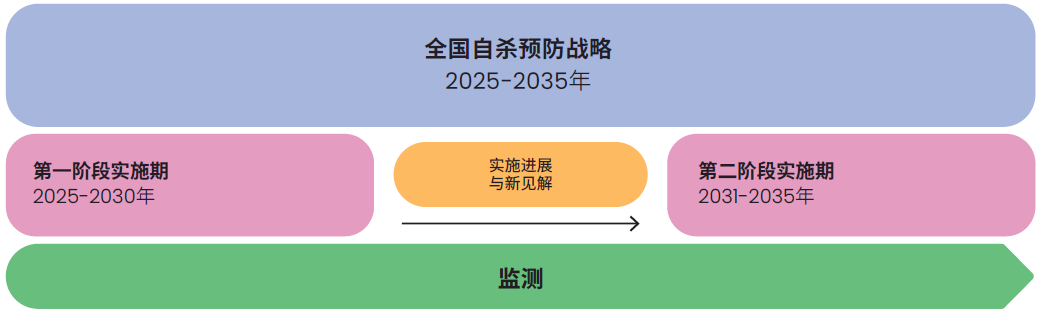 全国自杀预防战略
2025-2035年
第一阶段实施期
2025-2030年
实施进展
与新见解
第二阶段实施期
2031-2035年
监测